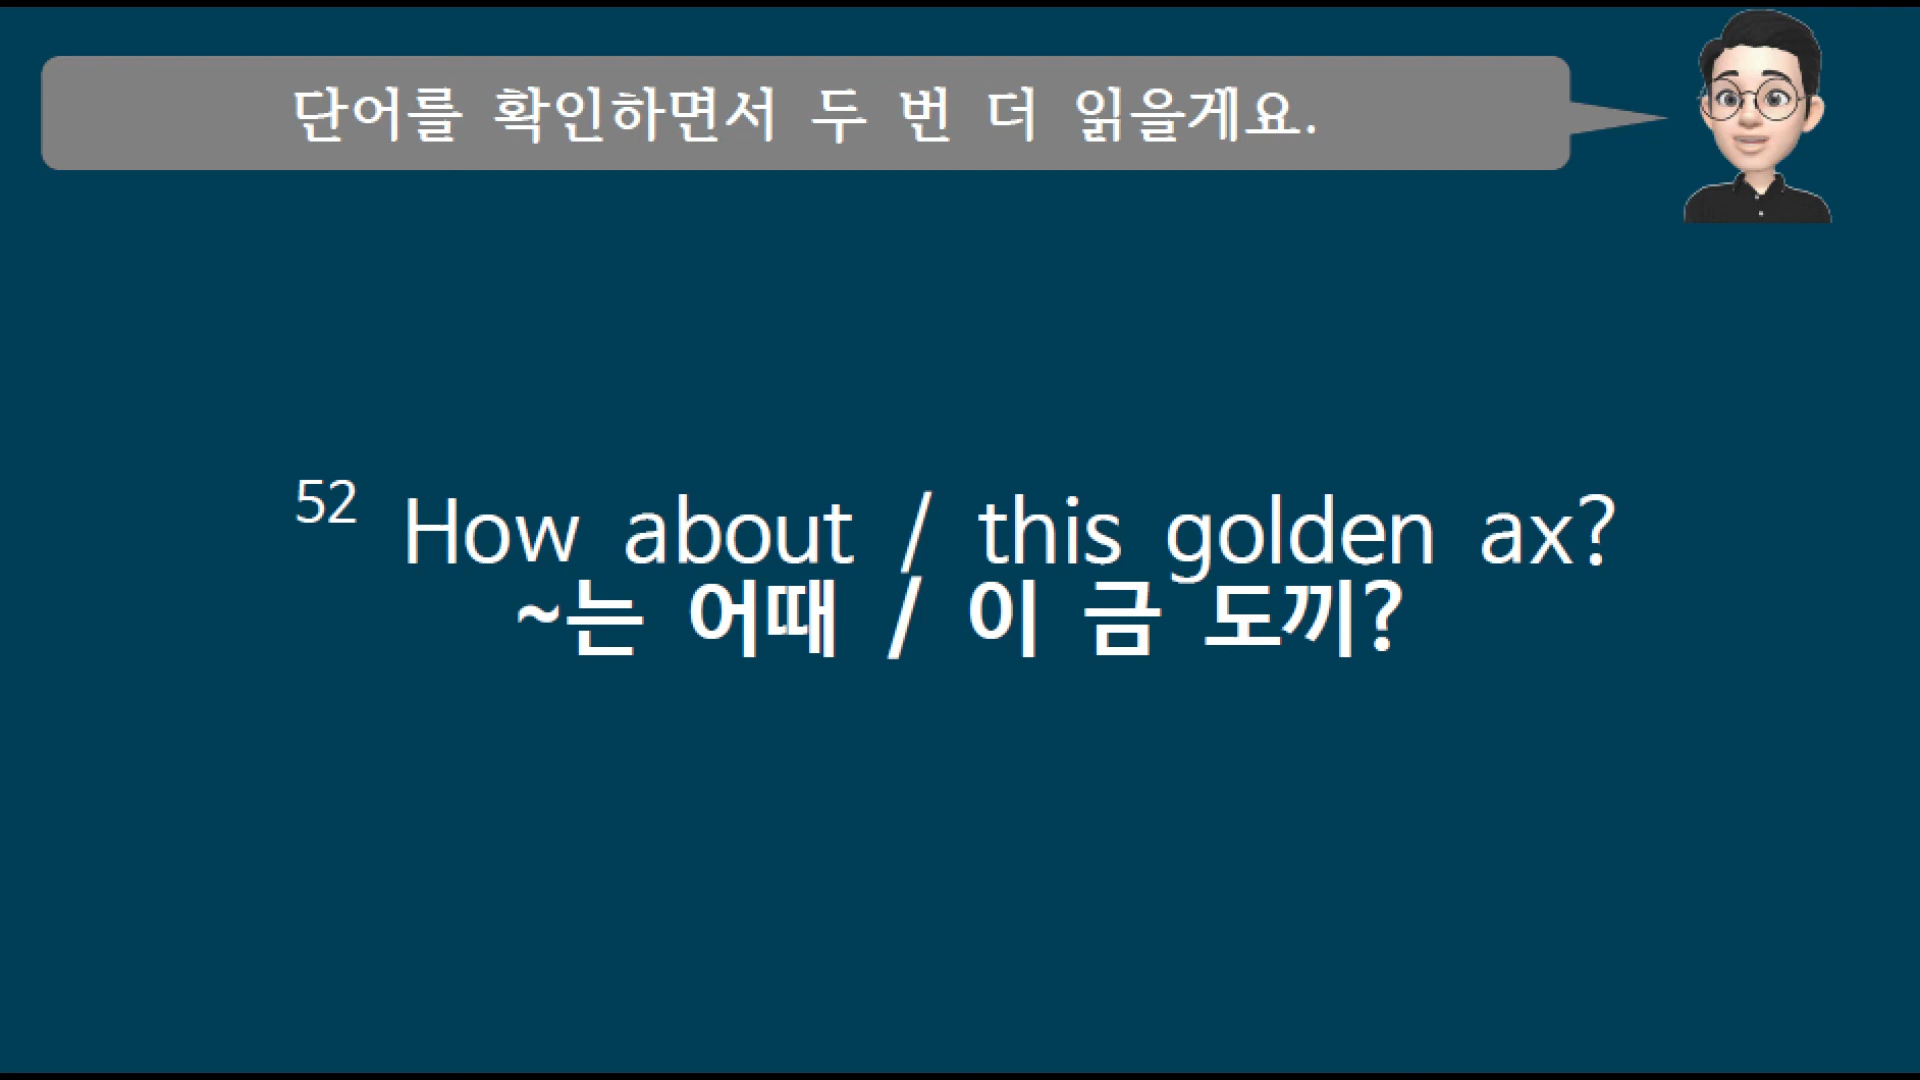 단어를 확인하면서 두 번 더 읽을게요.
52 How about / this golden ax?
~는 어때 / 이 금 도끼?